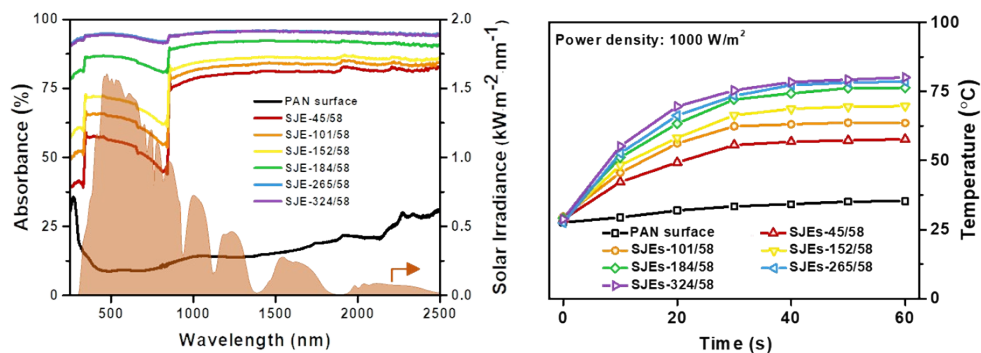 100
75
50
25
0
Absorbance (%)
500
1000
1500
2000
2500
Wavelength (nm)
2.0
1.5
1.0
0.5
0.0
Solar Irradiance (kW·m⁻²·nm⁻¹)
PAN surface
SJE-45/58
SJE-101/58
SJE-152/58
SJE-184/58
SJE-265/58
SJE-324/58
Power density: 1000 W/m²
PAN surface
SJEs-45/58
SJEs-101/58
SJEs-152/58
SJEs-184/58
SJEs-265/58
SJEs-324/58
0
20
40
60
Time (s)
100
75
50
25
0
Temperature (°C)